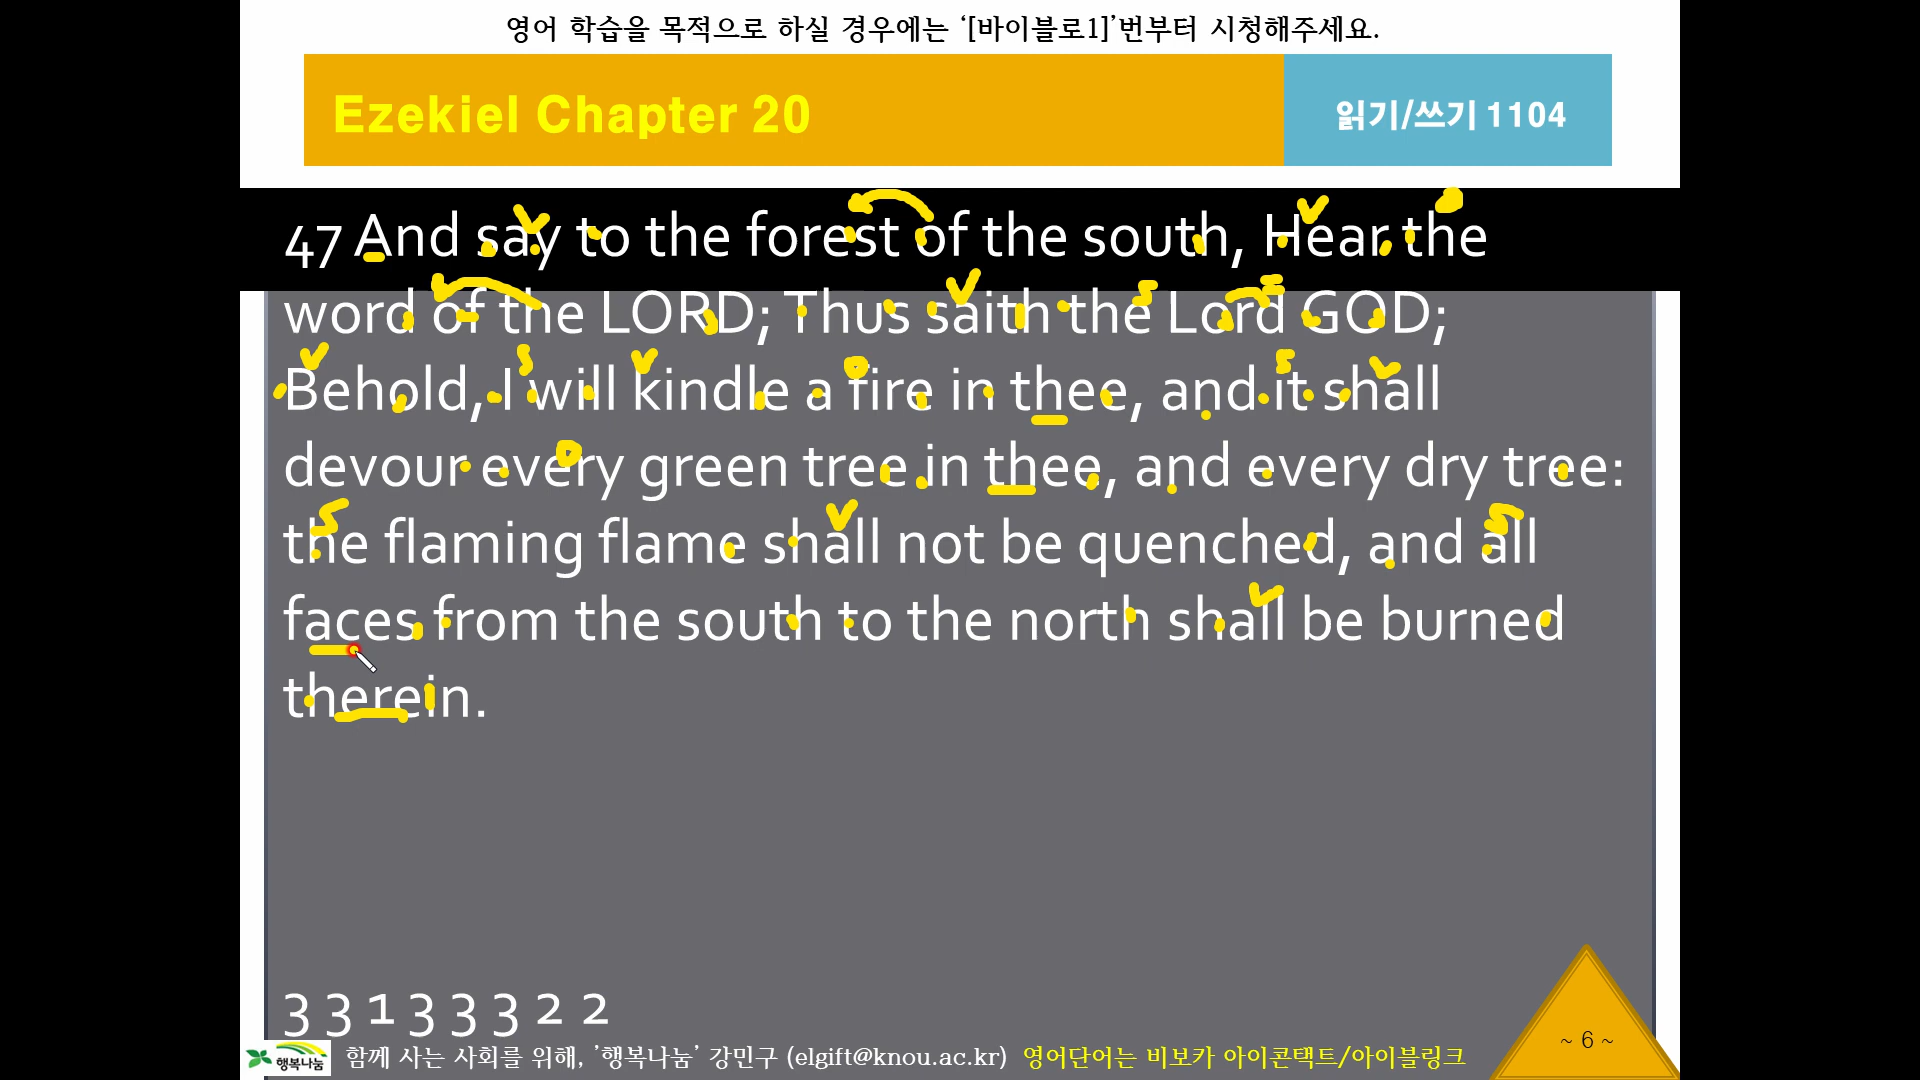 영어 학습을 목적으로 하실 경우에는 ‘[바이블로1]’번부터 시청해주세요.
Ezekiel Chapter 20
읽기/쓰기 1104
47 And say to the forest of the south, Hear the
word of the LORD; Thus saith the Lord GOD;
Behold, I will kindle a fire in thee, and it shall
devour every green tree in thee, and every dry tree:
the flaming flame shall not be quenched, and all
faces from the south to the north shall be burned
therein.
3 3 1 3 3 3 2 2
~ 6 ~
행복나눔
함께 사는 사회를 위해, ’행복나눔’ 강민구 (elgift@knou.ac.kr) 영어단어는 비보카 아이콘택트/아이블링크